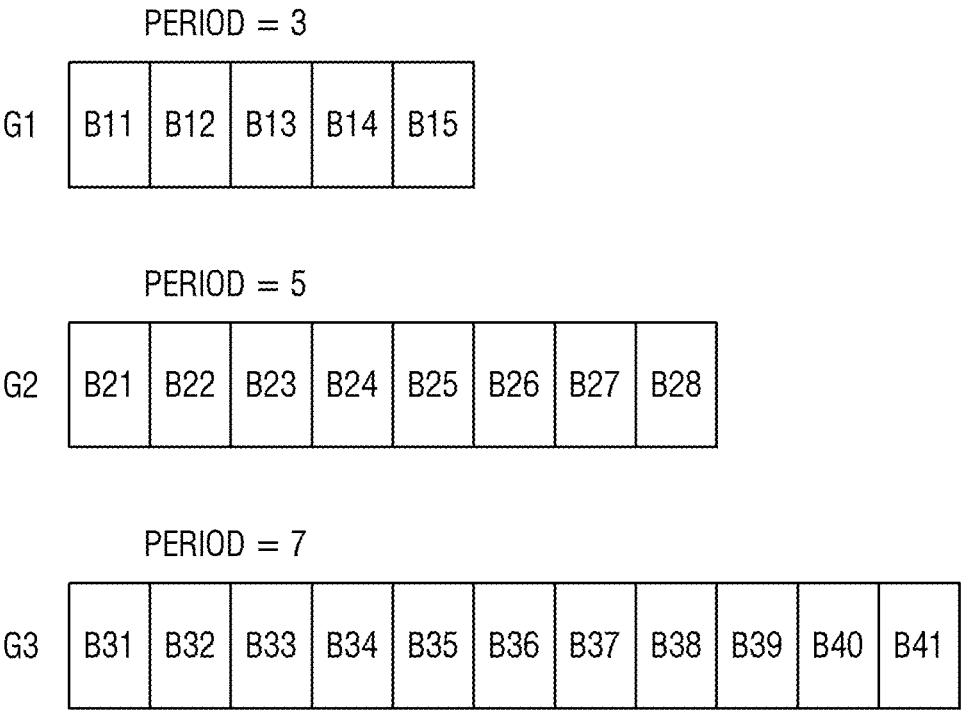 PERIOD = 3
G1 B11 B12 B13 B14 B15
PERIOD = 5
G2 B21 B22 B23 B24 B25 B26 B27 B28
PERIOD = 7
G3 B31 B32 B33 B34 B35 B36 B37 B38 B39 B40 B41